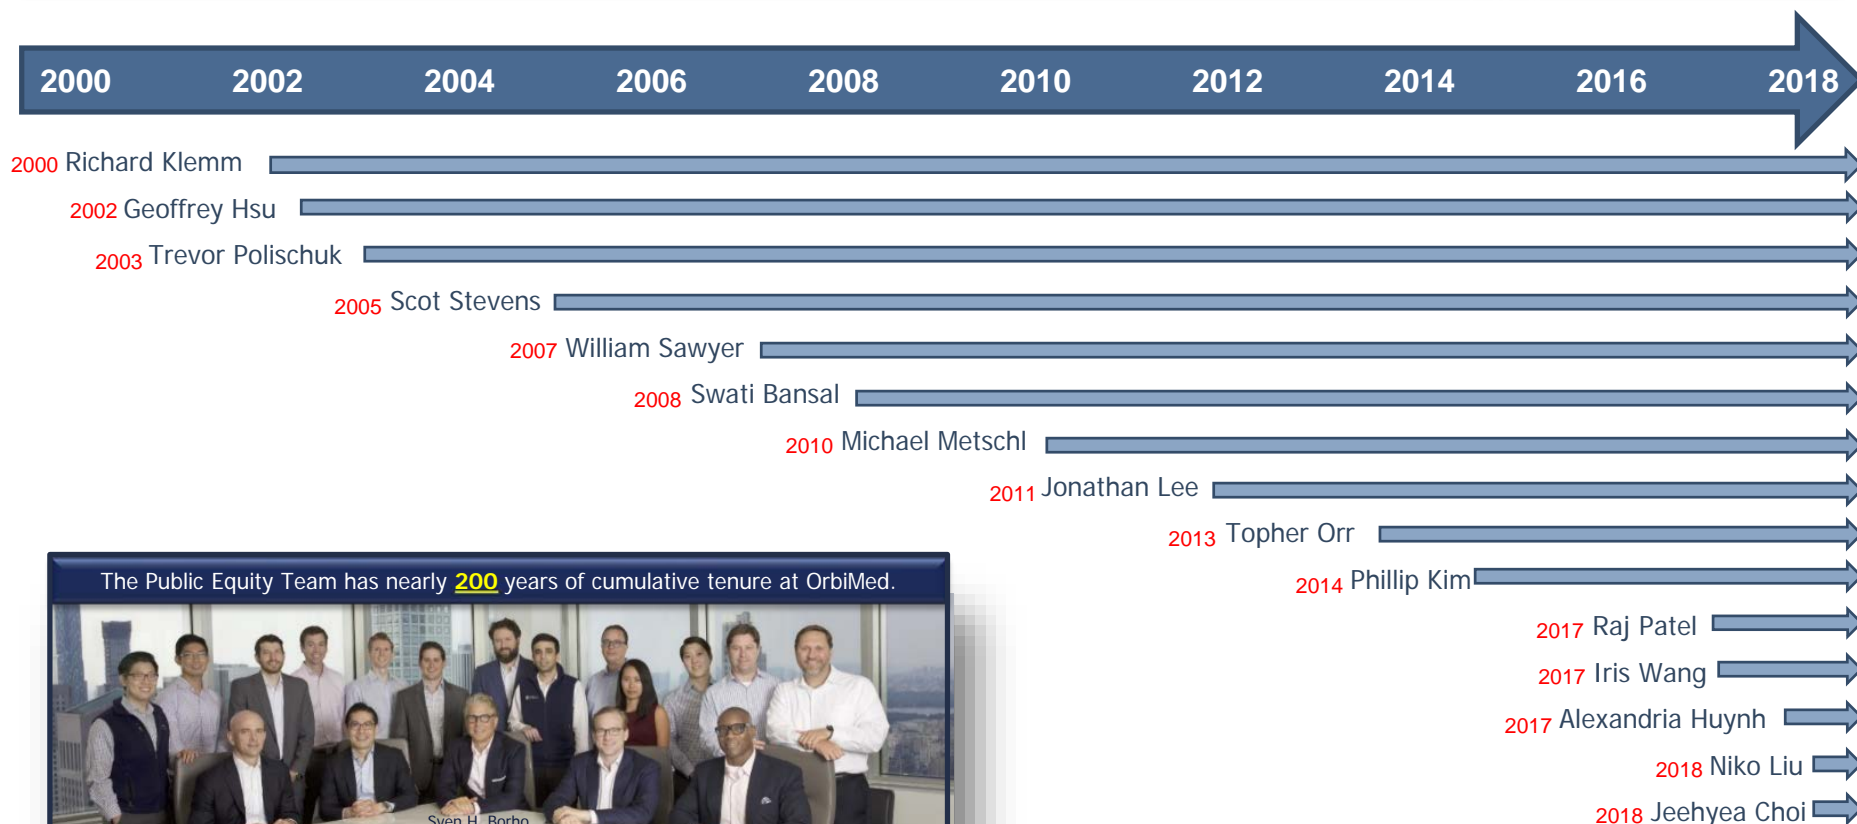 2000 2002 2004 2006 2008 2010 2012 2014 2016 2018
2000 Richard Klemm
2002 Geoffrey Hsu
2003 Trevor Polischuk
2005 Scot Stevens
2007 William Sawyer
2008 Swati Bansal
2010 Michael Metschl
2011 Jonathan Lee
2013 Topher Orr
2014 Phillip Kim
2017 Raj Patel
2017 Iris Wang
2017 Alexandria Huynh
2018 Niko Liu
2018 Jeehyea Choi
The Public Equity Team has nearly 200 years of cumulative tenure at OrbiMed.
Sven H. Borho